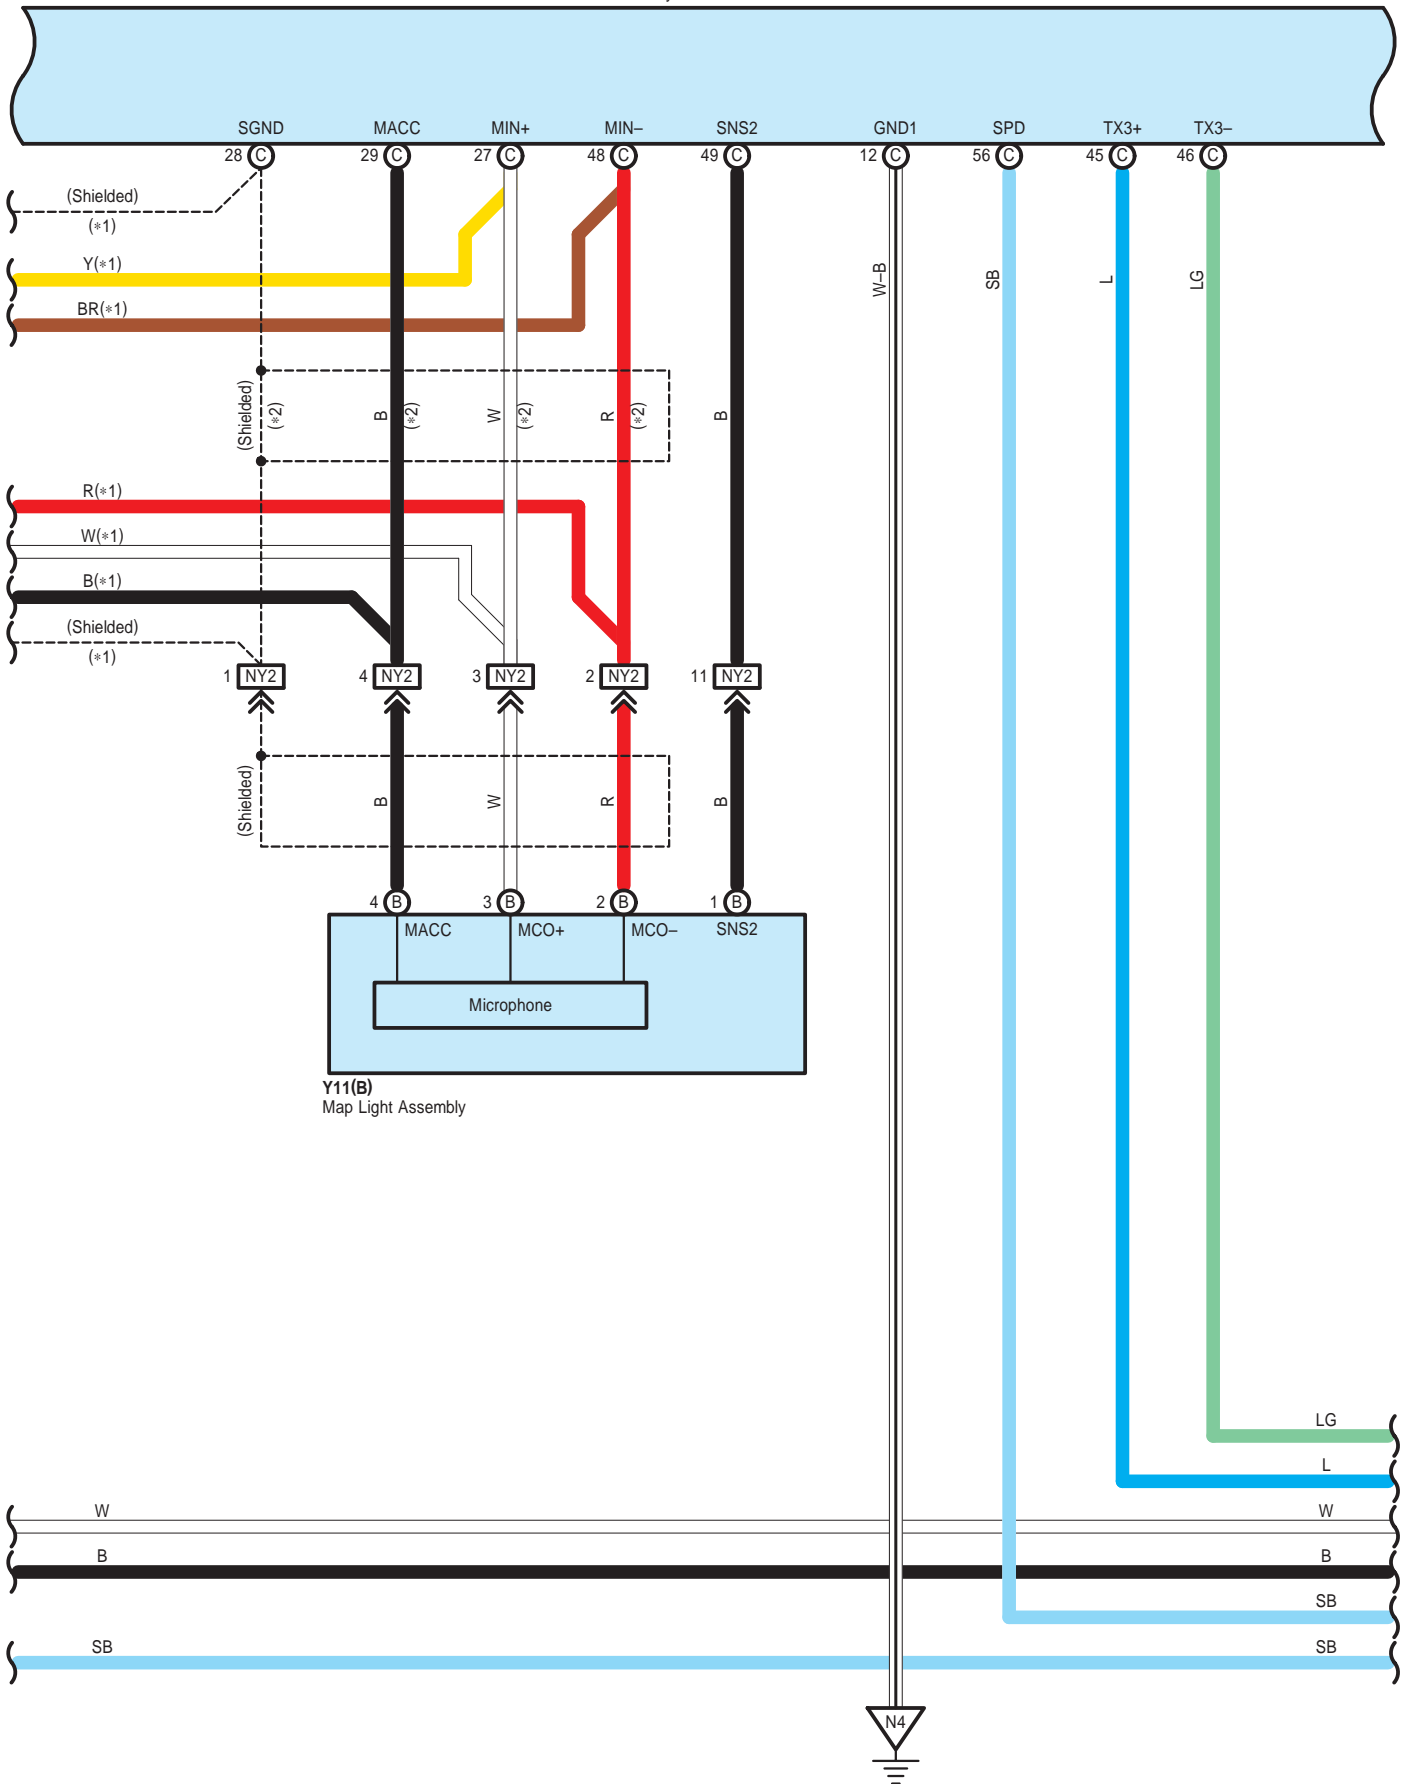 SGND MACC MIN+ MIN– SNS2 GND1 SPD TX3+ TX3–
28 C 29 C 27 C 48 C 49 C 12 C 56 C 45 C 46 C
(Shielded)
(*1)
Y(*1)
BR(*1)
W–B SB L LG
(Shielded) (*2) B (*2) W (*2) R (*2) B
R(*1)
W(*1)
B(*1)
(Shielded)
(*1)
1 NY2 4 NY2 3 NY2 2 NY2 11 NY2
(Shielded) B W R B
4 B 3 B 2 B 1 B
MACC MCO+ MCO– SNS2
Microphone
Y11(B)
Map Light Assembly
LG
L
W W
B B
SB
SB SB
N4